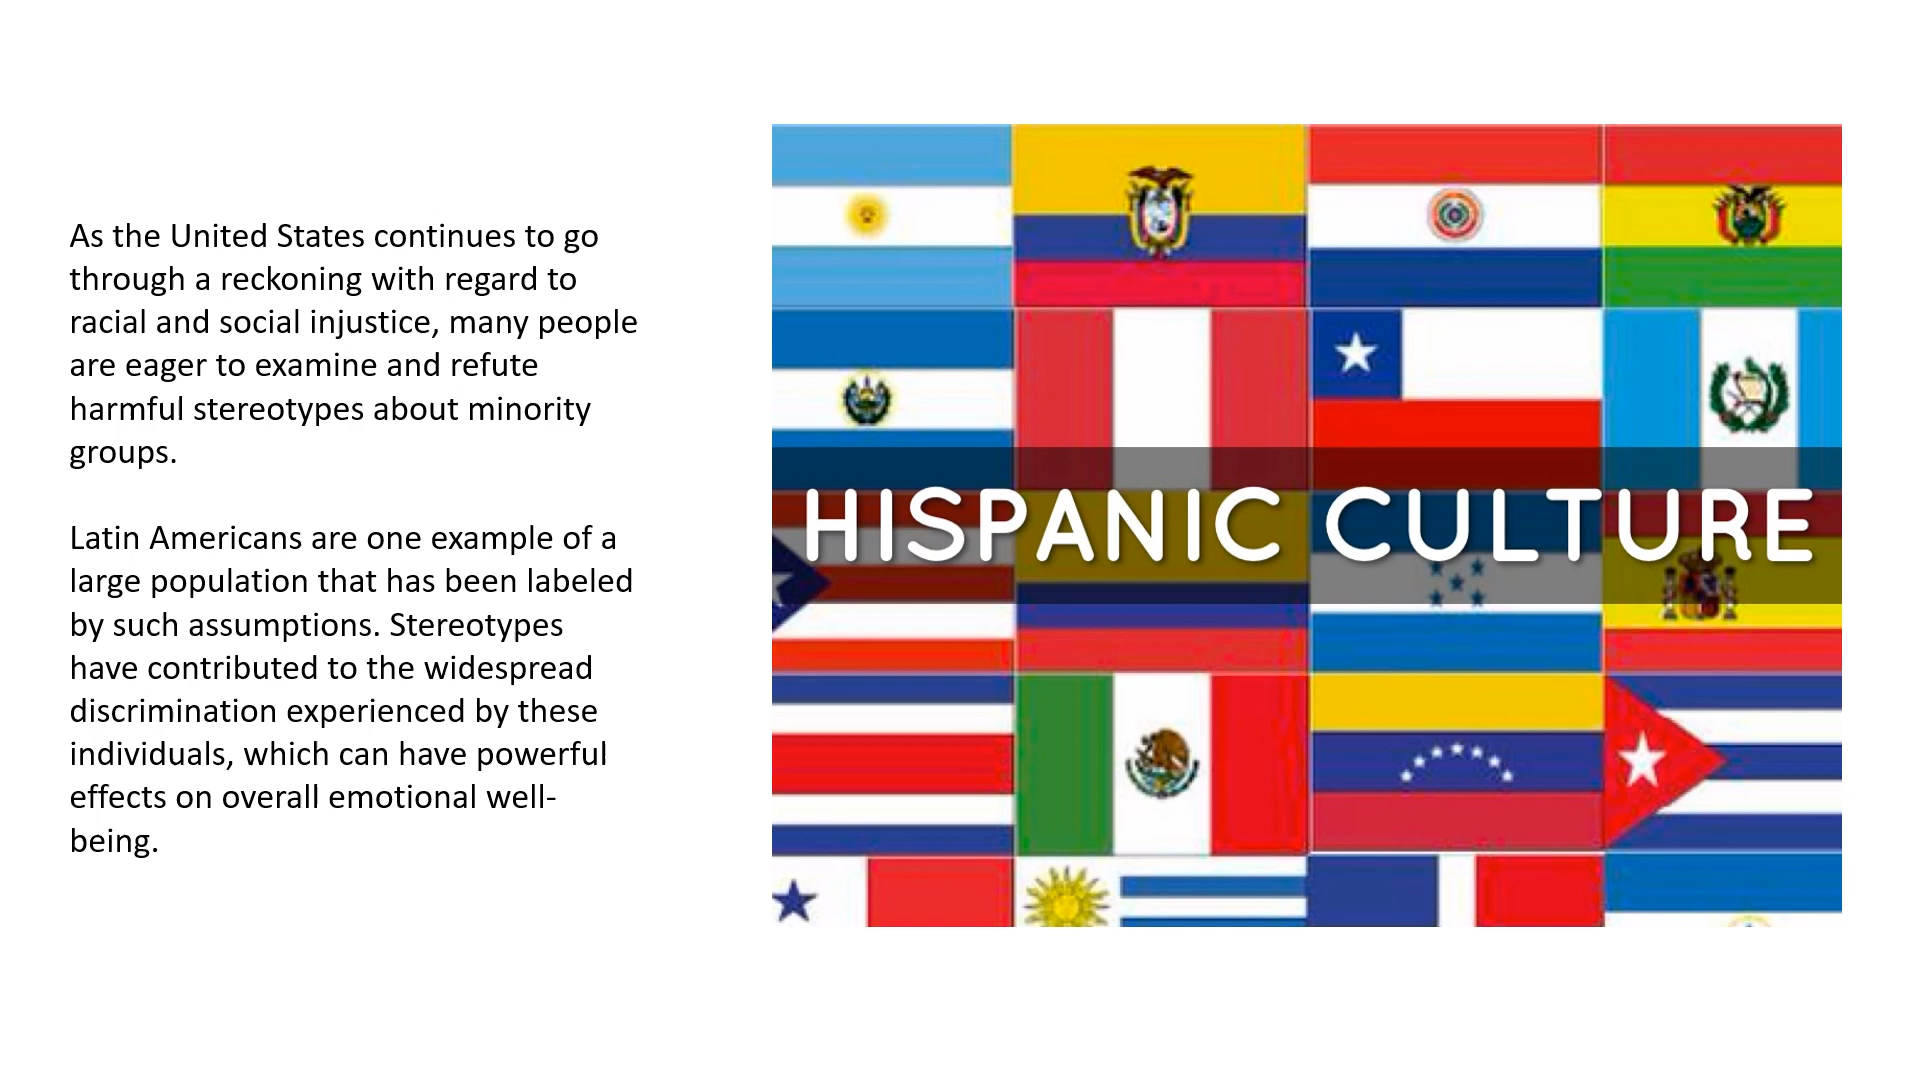 As the United States continues to go
through a reckoning with regard to
racial and social injustice, many people
are eager to examine and refute
harmful stereotypes about minority
groups.
Latin Americans are one example of a
large population that has been labeled
by such assumptions. Stereotypes
have contributed to the widespread
discrimination experienced by these
individuals, which can have powerful
effects on overall emotional well-
being.
HISPANIC CULTURE